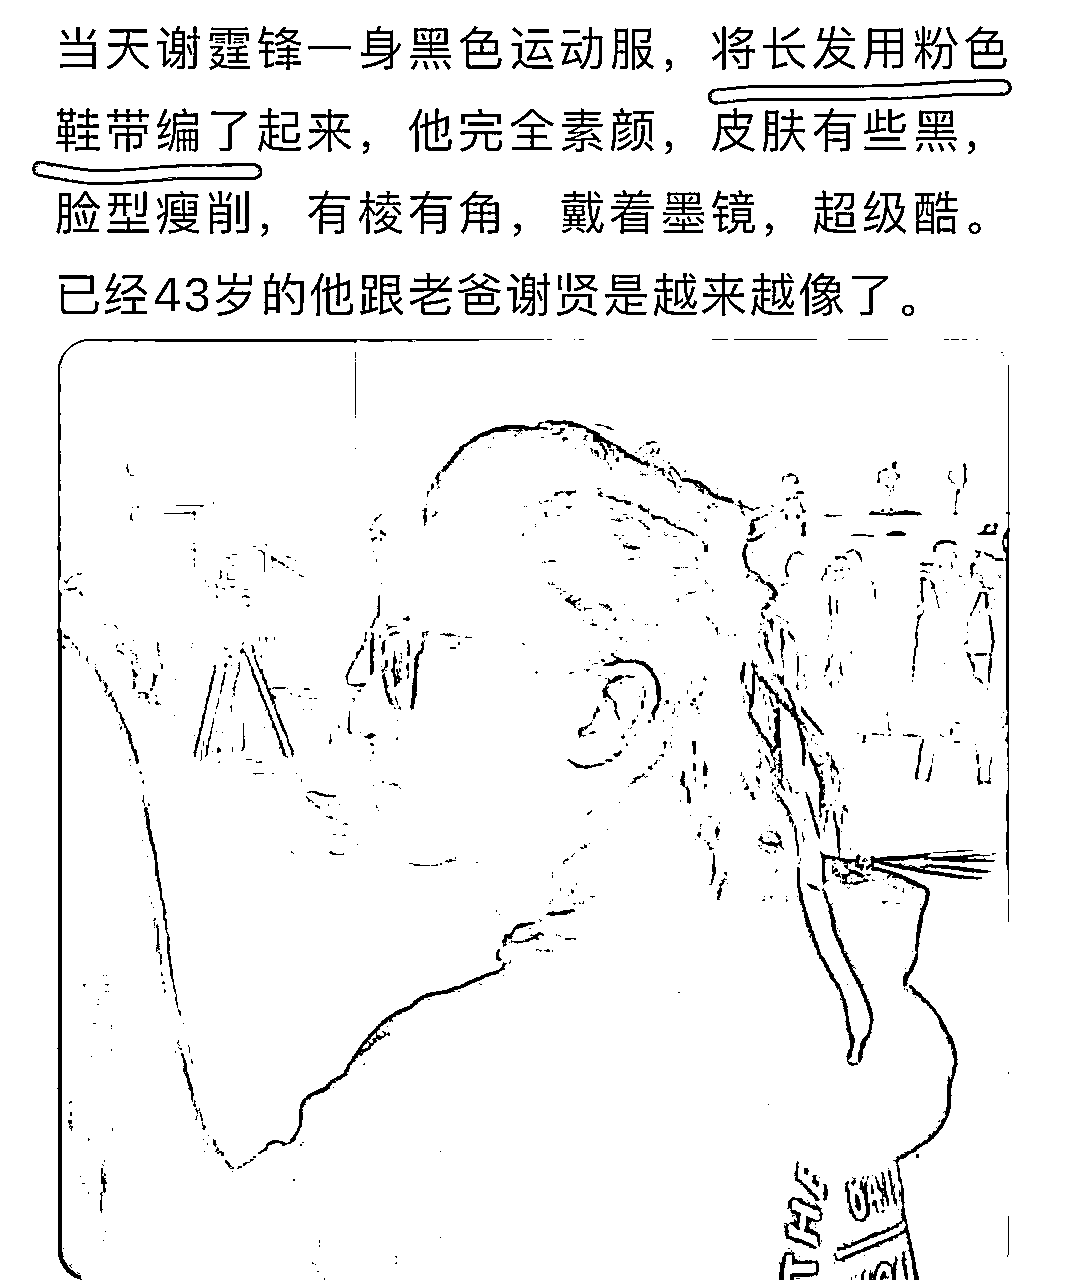 当天谢霆锋一身黑色运动服，将长发用粉色
鞋带编了起来，他完全素颜，皮肤有些黑，
脸型瘦削，有棱有角，戴着墨镜，超级酷。
已经43岁的他跟老爸谢贤是越来越像了。
THE